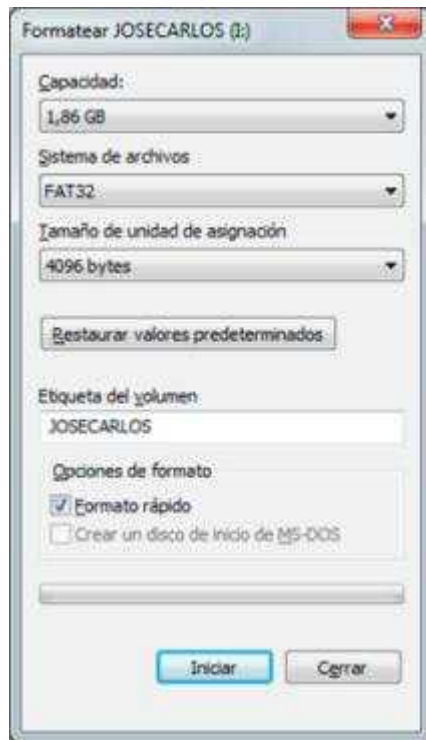 Formatear JOSECARLOS (I:)
Capacidad:
1,86 GB
Sistema de archivos
FAT32
Tamaño de unidad de asignación
4096 bytes
Restaurar valores predeterminados
Etiqueta del volumen
JOSECARLOS
Opciones de formato
Formato rápido
Crear un disco de inicio de MS-DOS
Iniciar
Cerrar